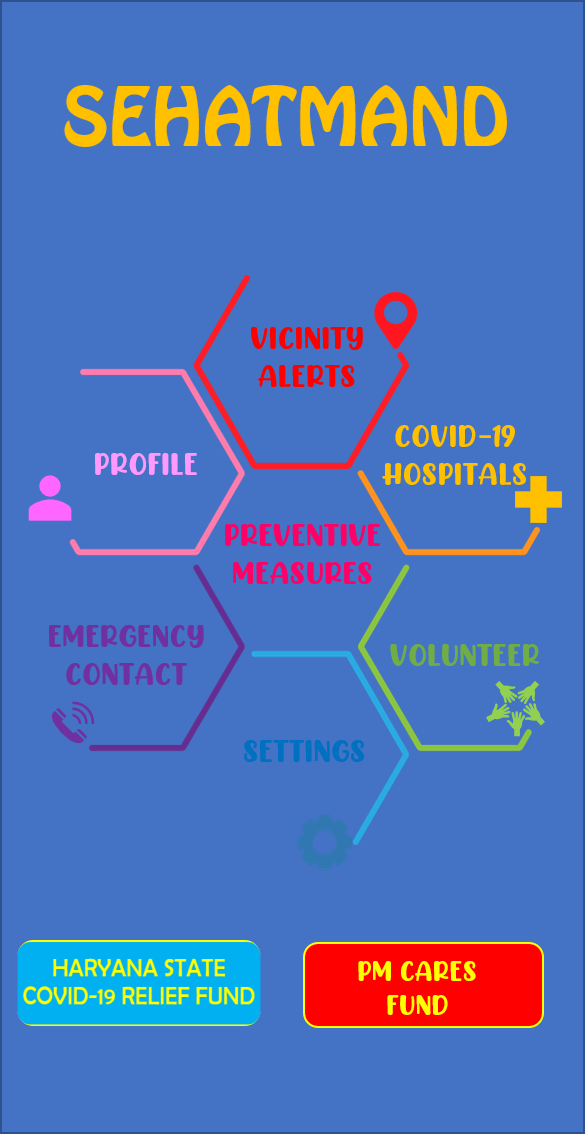 SEHATMAND
VICINITY
ALERTS
PROFILE
COVID-19
HOSPITALS
PREVENTIVE
MEASURES
EMERGENCY
CONTACT
VOLUNTEER
SETTINGS
HARYANA STATE
COVID-19 RELIEF FUND
PM CARES
FUND